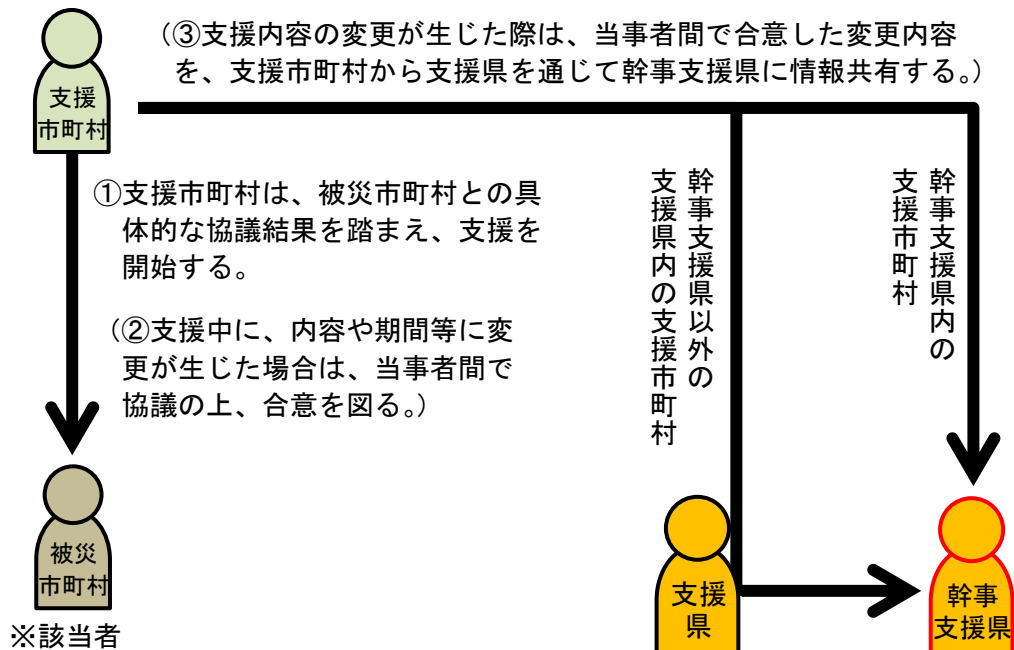 (③支援内容の変更が生じた際は、当事者間で合意した変更内容
を、支援市町村から支援県を通じて幹事支援県に情報共有する。)
支援
市町村
①支援市町村は、被災市町村との具
体的な協議結果を踏まえ、支援を
開始する。
(②支援中に、内容や期間等に変
更が生じた場合は、当事者間で
協議の上、合意を図る。)
幹事支援県以外の
支援県内の支援市町村
幹事支援県内の
支援市町村
被災
市町村
※該当者
支援
県
幹事
支援県